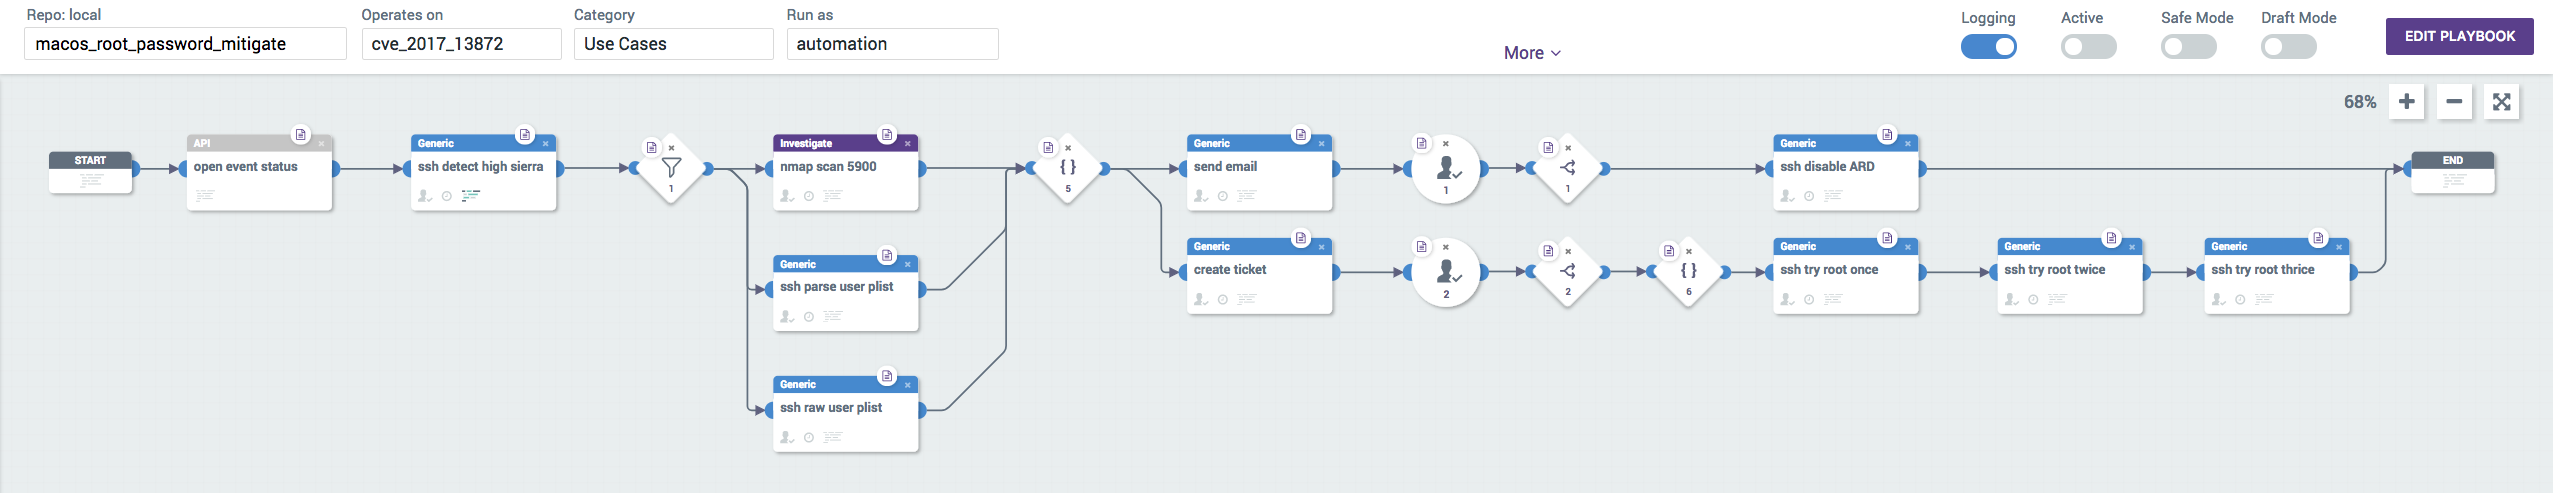 Repo: local
Operates on
Category
Run as
Logging
Active
Safe Mode
Draft Mode
macos_root_password_mitigate
cve_2017_13872
Use Cases
automation
More
EDIT PLAYBOOK
68%
START
API
open event status
Generic
ssh detect high sierra
1
Investigate
nmap scan 5900
Generic
ssh parse user plist
Generic
ssh raw user plist
{ }
5
Generic
send email
1
1
Generic
ssh disable ARD
END
Generic
create ticket
2
2
{ }
6
Generic
ssh try root once
Generic
ssh try root twice
Generic
ssh try root thrice